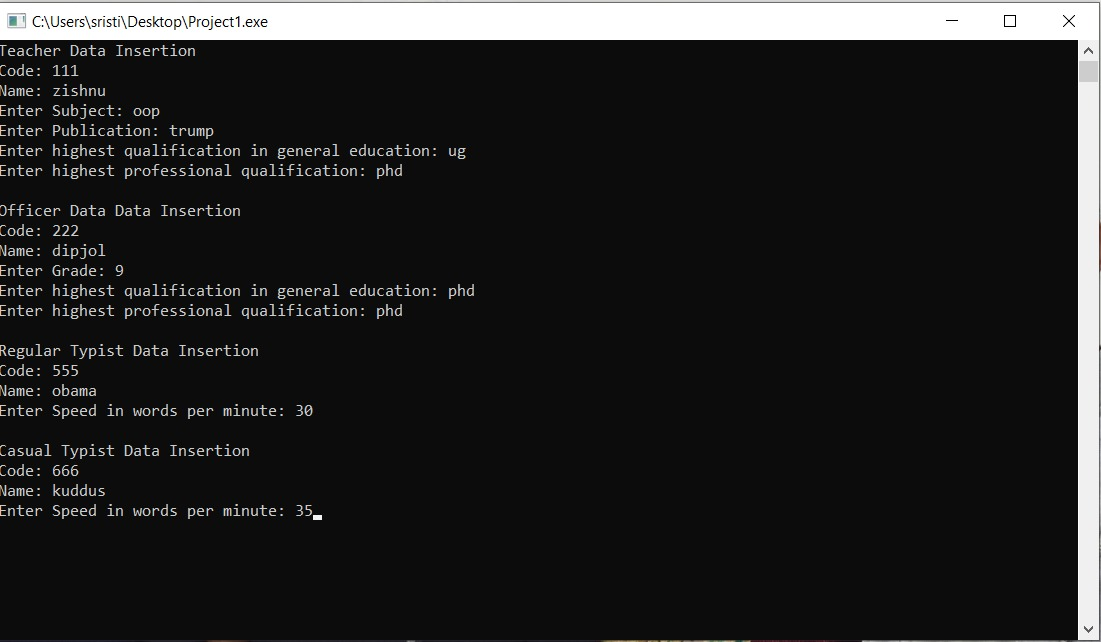 C:\Users\sristi\Desktop\Project1.exe
Teacher Data Insertion
Code: 111
Name: zishnu
Enter Subject: oop
Enter Publication: trump
Enter highest qualification in general education: ug
Enter highest professional qualification: phd
Officer Data Data Insertion
Code: 222
Name: dipjol
Enter Grade: 9
Enter highest qualification in general education: phd
Enter highest professional qualification: phd
Regular Typist Data Insertion
Code: 555
Name: obama
Enter Speed in words per minute: 30
Casual Typist Data Insertion
Code: 666
Name: kuddus
Enter Speed in words per minute: 35